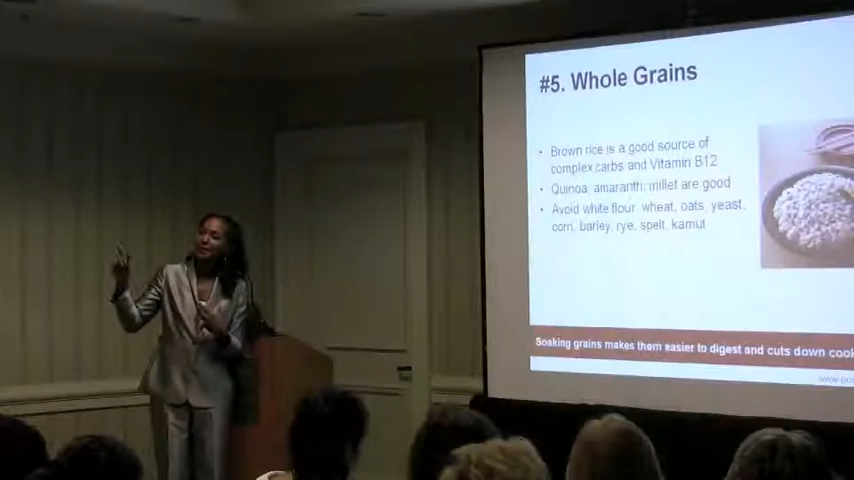 #5. Whole Grains
• Brown rice is a good source of
complex carbs and Vitamin B12
• Quinoa, amaranth, millet are good
• Avoid white flour, wheat, oats, yeast,
corn, barley, rye, spelt, kamut
Soaking grains makes them easier to digest and cuts down cook